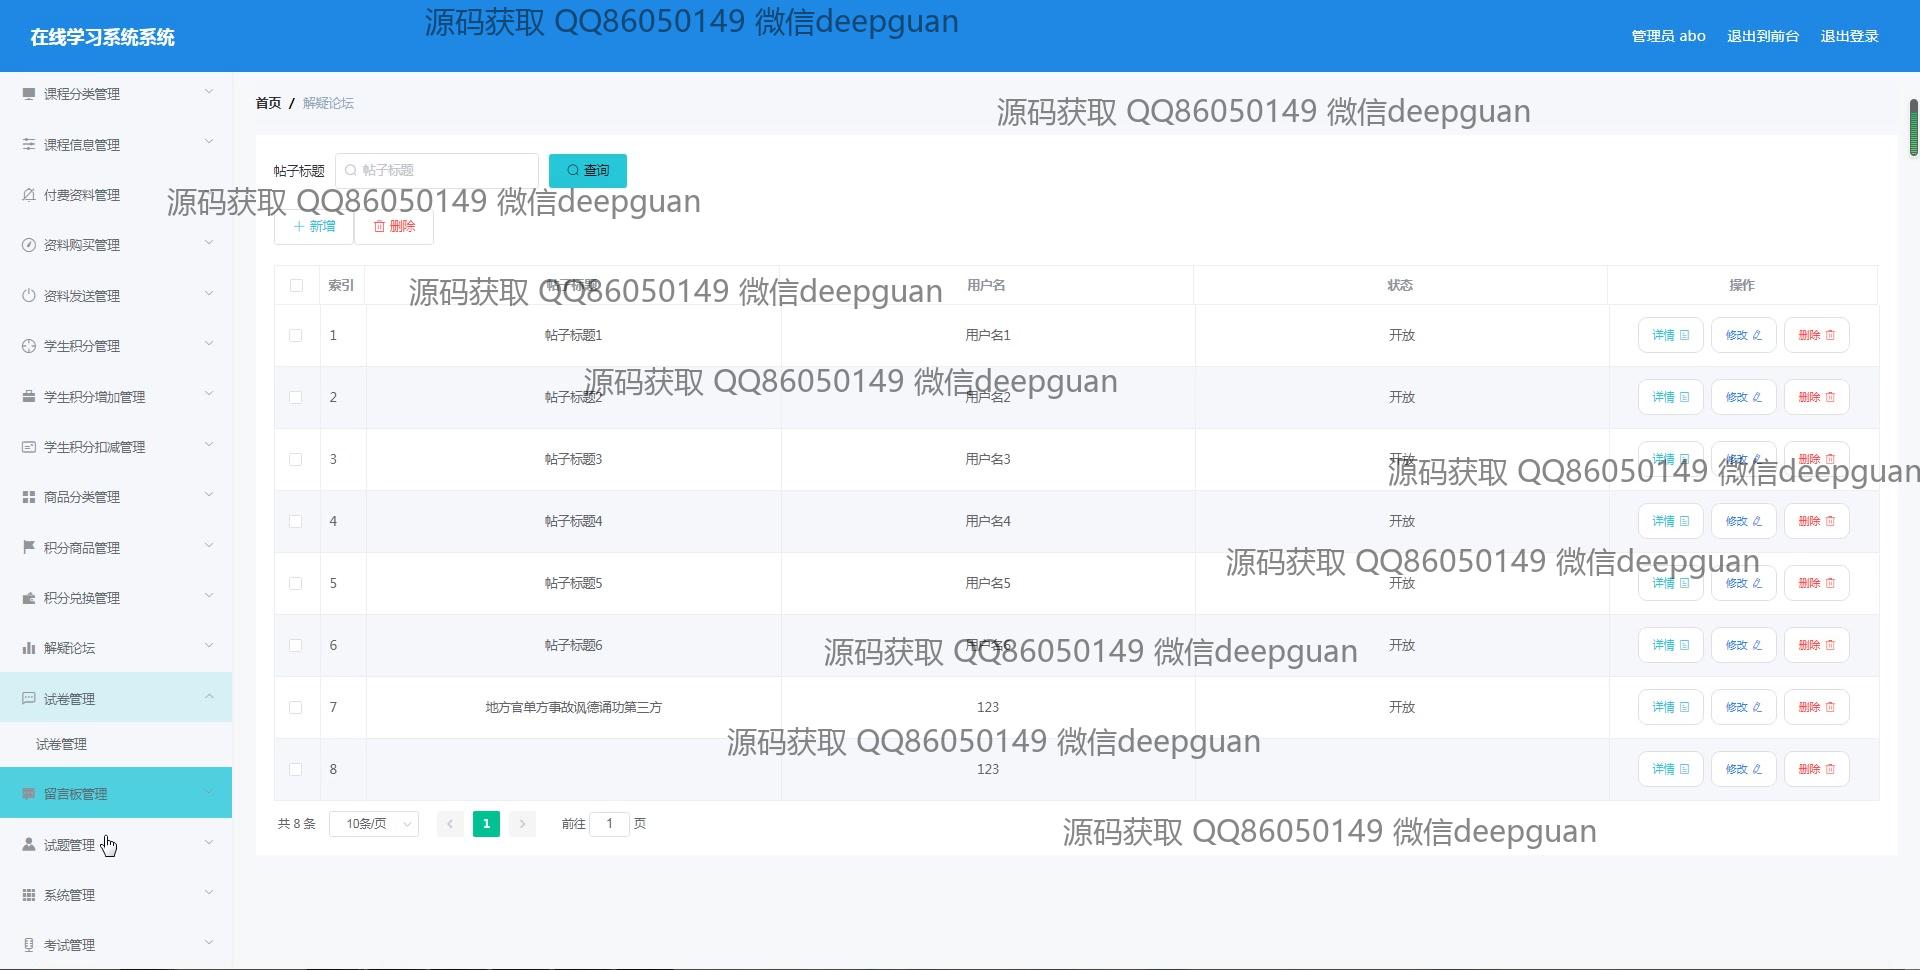 在线学习系统系统
源码获取 QQ86050149 微信deepguan
管理员 abo 退出到前台 退出登录
课程分类管理
课程信息管理
付费资料管理
资料购买管理
资料发送管理
学生积分管理
学生积分增加管理
学生积分扣减管理
商品分类管理
积分商品管理
积分兑换管理
解疑论坛
试卷管理
试卷管理
留言板管理
试题管理
系统管理
考试管理
首页 / 解疑论坛
源码获取 QQ86050149 微信deepguan
帖子标题 帖子标题 查询
源码获取 QQ86050149 微信deepguan
新增 删除
索引 帖子标题 用户名 状态 操作
源码获取 QQ86050149 微信deepguan
1 帖子标题1 用户名1 开放 详情 修改 删除
源码获取 QQ86050149 微信deepguan
2 帖子标题2 用户名2 开放 详情 修改 删除
3 帖子标题3 用户名3 开放 详情 修改 删除
源码获取 QQ86050149 微信deepguan
4 帖子标题4 用户名4 开放 详情 修改 删除
源码获取 QQ86050149 微信deepguan
5 帖子标题5 用户名5 开放 详情 修改 删除
6 帖子标题6 用户名6 开放 详情 修改 删除
源码获取 QQ86050149 微信deepguan
7 地方官单方事故讽德诵功第三方 123 开放 详情 修改 删除
源码获取 QQ86050149 微信deepguan
8 123 详情 修改 删除
共 8 条 10条/页 1 前往 1 页
源码获取 QQ86050149 微信deepguan